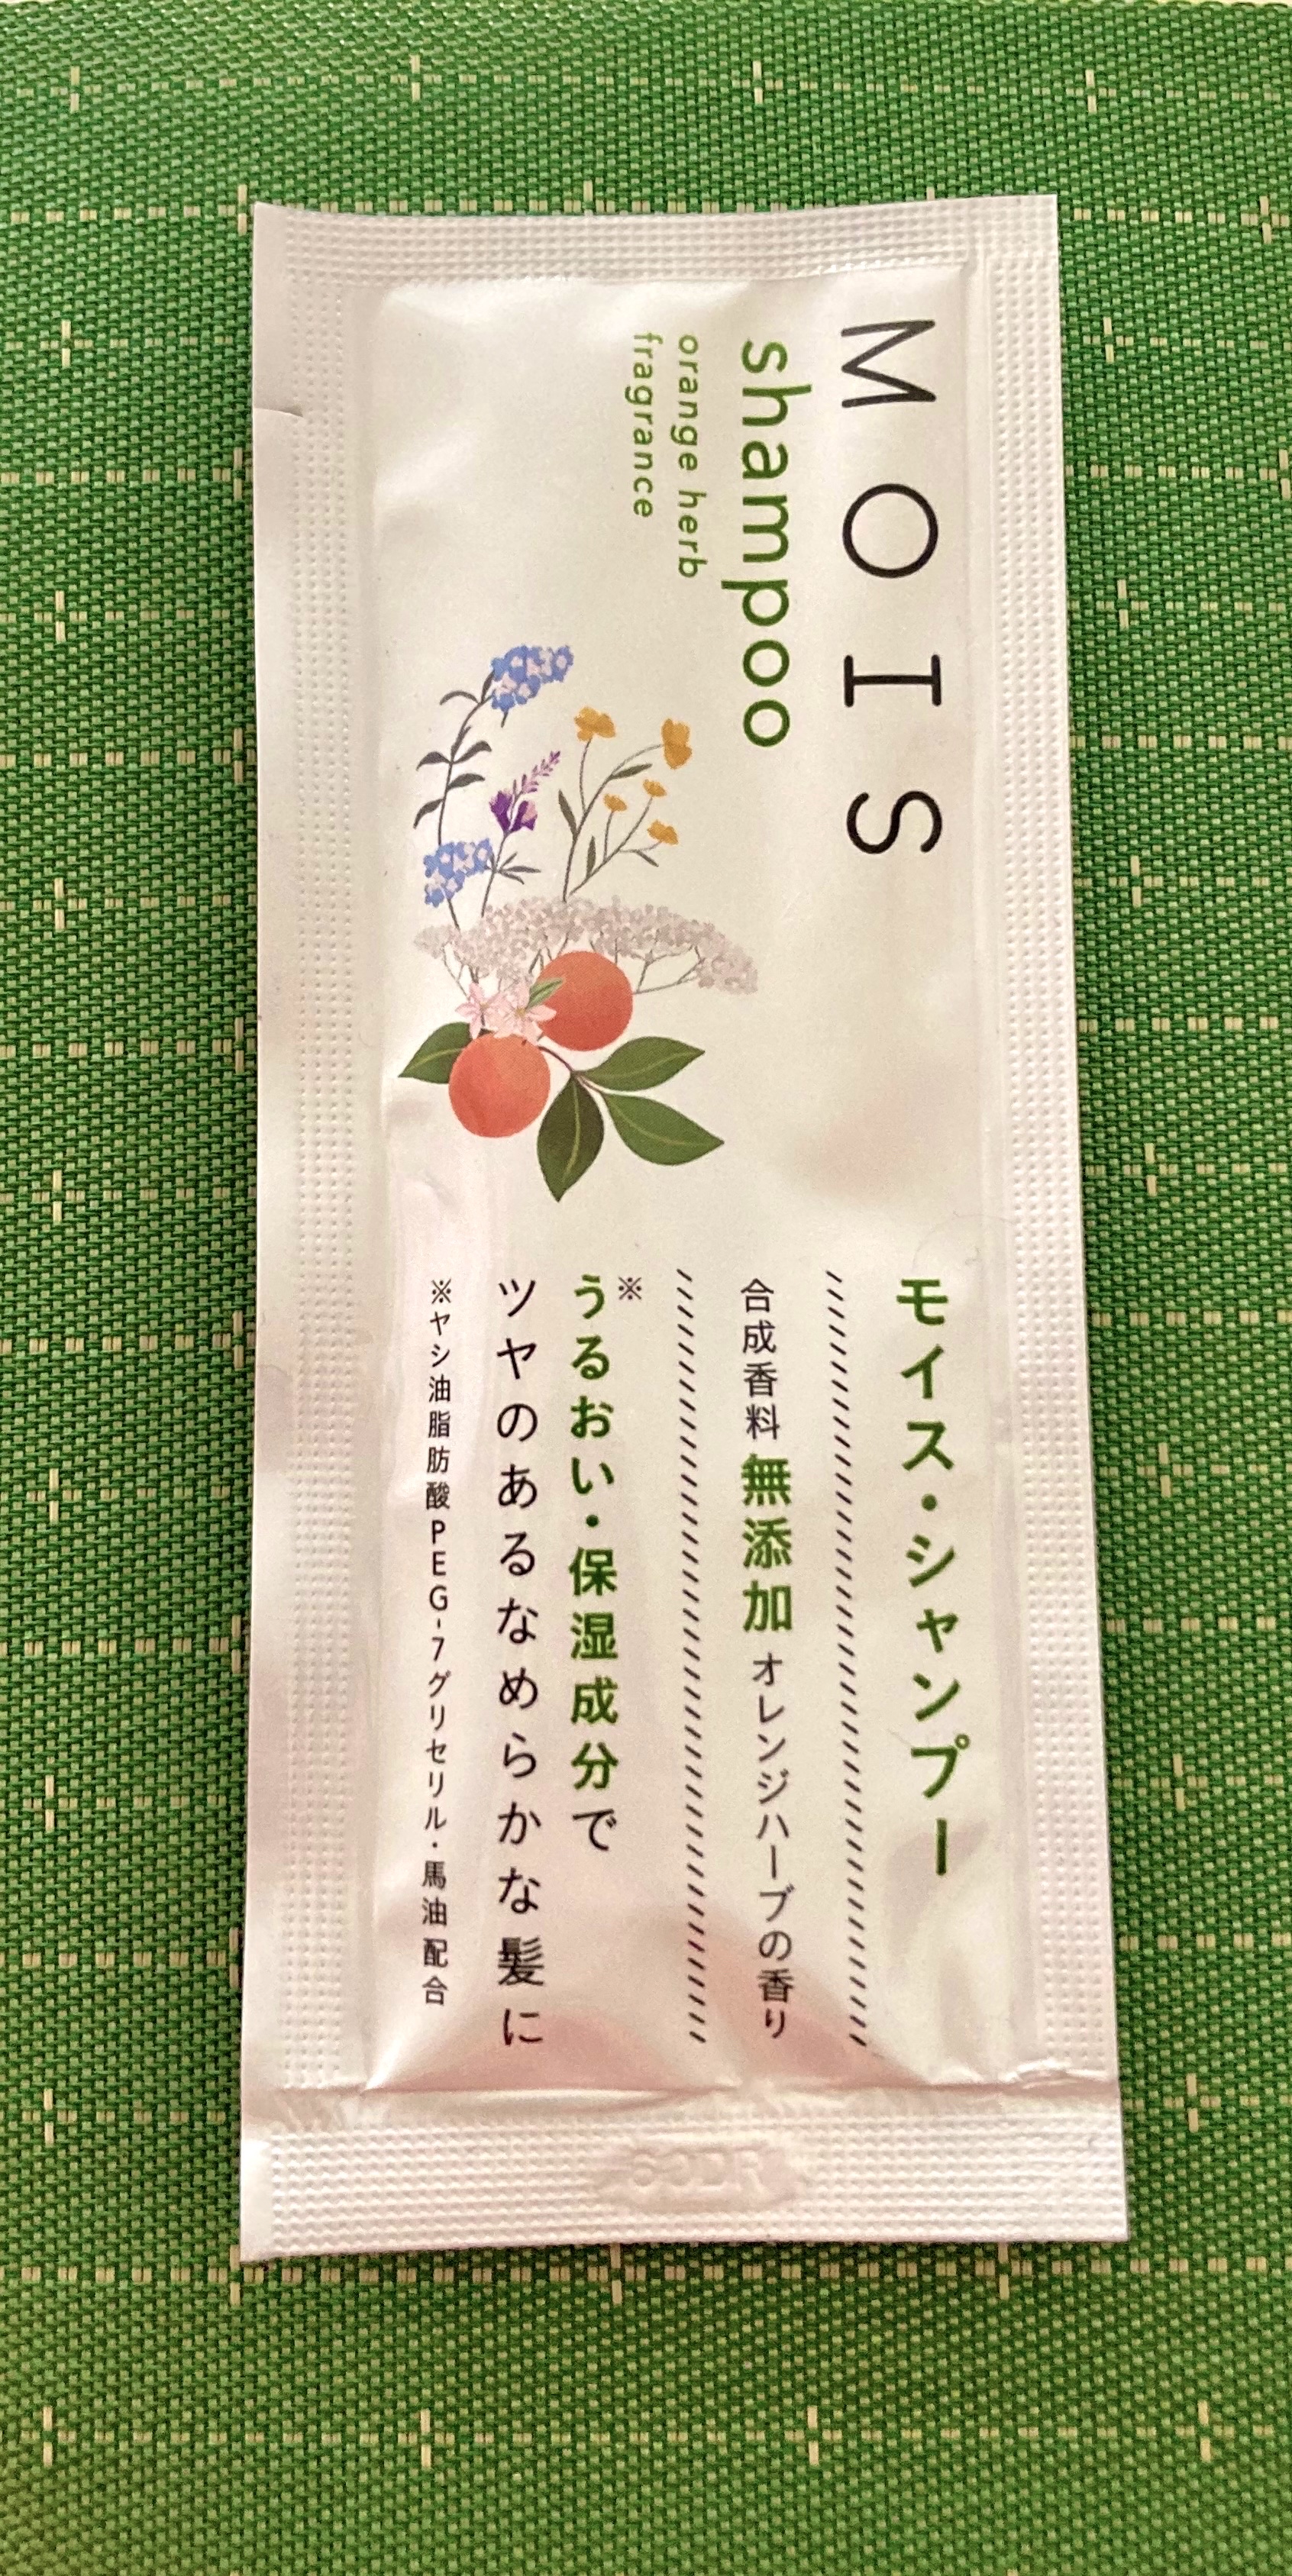 MOIS
shampoo
orange herb
fragrance
モイス・シャンプー
合成香料 無添加 オレンジハーブの香り
※
うるおい・保湿成分で
ツヤのあるなめらかな髪に
※ヤシ油脂肪酸PEG-7グリセリル・馬油配合